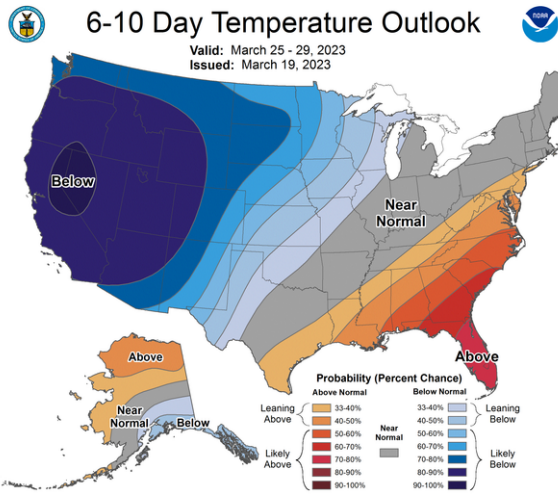 6-10 Day Temperature Outlook
Valid: March 25 - 29, 2023
Issued: March 19, 2023
NOAA
Below
Near
Normal
Above
Above
Near
Normal
Below
Probability (Percent Chance)
Above Normal
Below Normal
Leaning
Above
33-40%
40-50%
Likely
Above
50-60%
60-70%
70-80%
80-90%
90-100%
Near
Normal
33-40%
40-50%
Leaning
Below
50-60%
60-70%
70-80%
80-90%
90-100%
Likely
Below